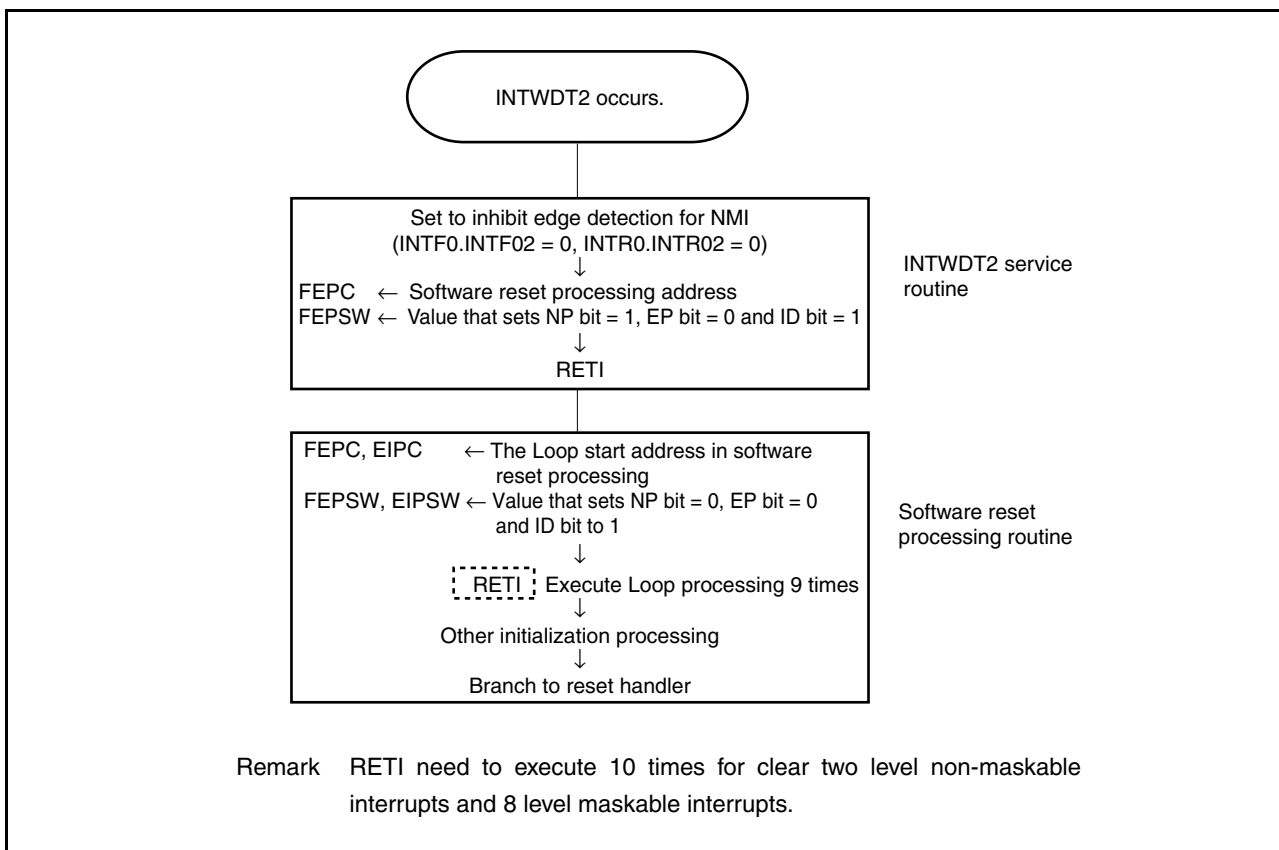 INTWDT2 occurs.
Set to inhibit edge detection for NMI
(INTF0.INTF02 = 0, INTR0.INTR02 = 0)
↓
FEPC ← Software reset processing address
FEPSW ← Value that sets NP bit = 1, EP bit = 0 and ID bit = 1
↓
RETI
INTWDT2 service
routine
FEPC, EIPC ← The Loop start address in software
reset processing
FEPSW, EIPSW ← Value that sets NP bit = 0, EP bit = 0
and ID bit to 1
↓
RETI Execute Loop processing 9 times
↓
Other initialization processing
↓
Branch to reset handler
Software reset
processing routine
Remark RETI need to execute 10 times for clear two level non-maskable
interrupts and 8 level maskable interrupts.